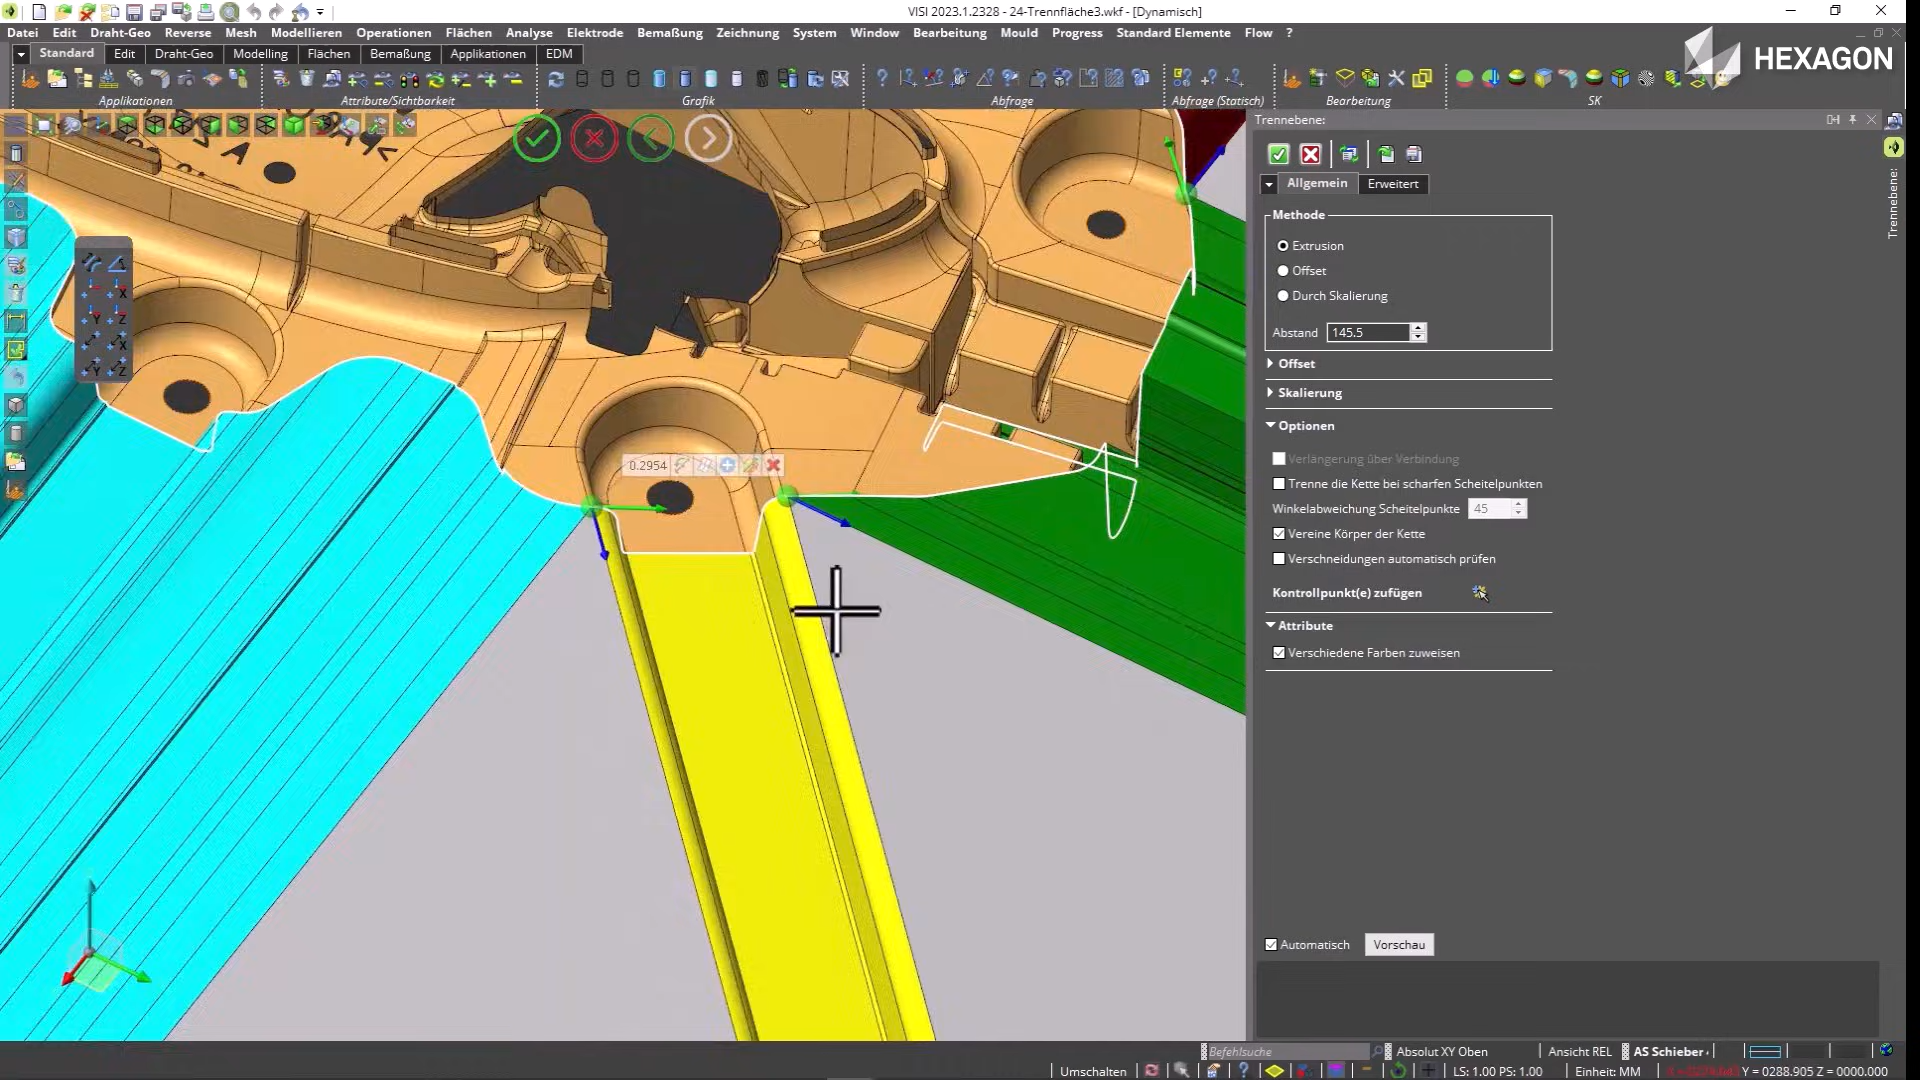 VISI 2023.1.2328 - 24-Trennfläche3.wkf - [Dynamisch]
Datei Edit Draht-Geo Reverse Mesh Modellieren Operationen Flächen Analyse Elektrode Bemaßung Zeichnung System Window Bearbeitung Mould Progress Standard Elemente Flow ?
Standard Edit Draht-Geo Modelling Flächen Bemaßung Applikationen EDM
HEXAGON
Applikationen Attribute/Sichtbarkeit Grafik Abfrage Abfrage (Statisch) Bearbeitung SK
Trennebene:
Allgemein Erweitert
Trennebene:
Methode
Extrusion
Offset
Durch Skalierung
Abstand 145.5
Offset
Skalierung
Optionen
Verlängerung über Verbindung
Trenne die Kette bei scharfen Scheitelpunkten
Winkelabweichung Scheitelpunkte 45
Vereine Körper der Kette
Verschneidungen automatisch prüfen
Kontrollpunkt(e) zufügen
Attribute
Verschiedene Farben zuweisen
0.2954
Automatisch Vorschau
Befehlsuche Absolut XY Oben Ansicht REL AS Schieber
Umschalten LS: 1.00 PS: 1.00 Einheit: MM Y = 0288.905 Z = 0000.000